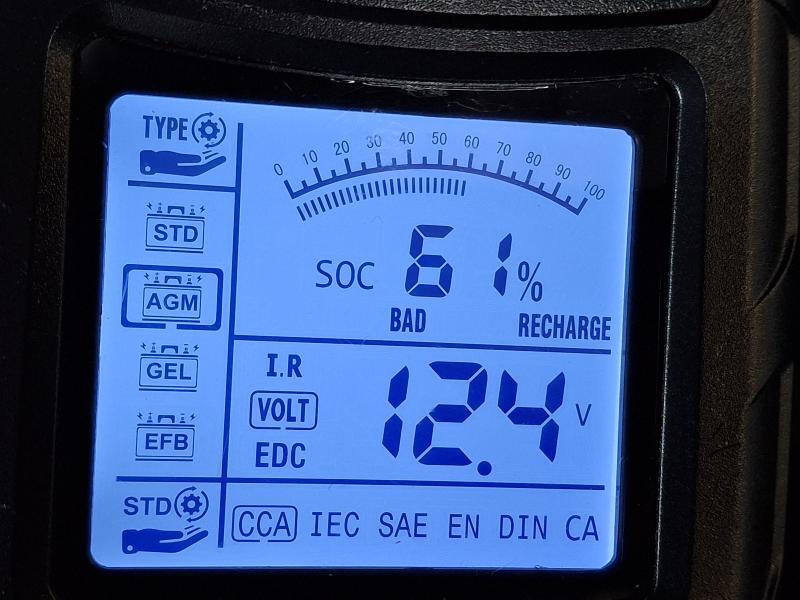 TYPE
STD
AGM
GEL
EFB
STD
0 10 20 30 40 50 60 70 80 90 100
SOC 61%
BAD RECHARGE
I.R
VOLT
EDC
12.4 V
CCA IEC SAE EN DIN CA